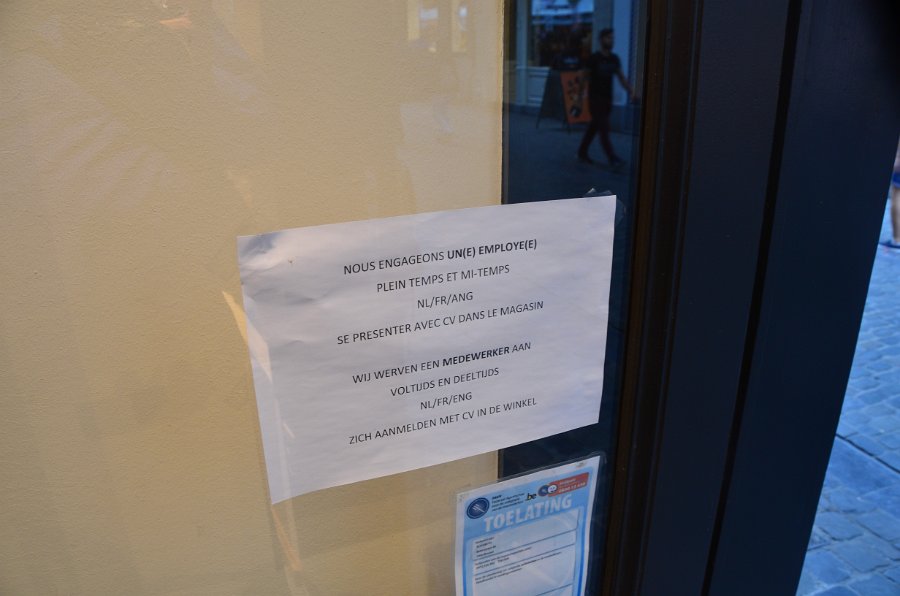 NOUS ENGAGEONS UN(E) EMPLOYE(E)
PLEIN TEMPS ET MI-TEMPS
NL/FR/ANG
SE PRESENTER AVEC CV DANS LE MAGASIN
WIJ WERVEN EEN MEDEWERKER AAN
VOLTIJDS EN DEELTIJDS
NL/FR/ENG
ZICH AANMELDEN MET CV IN DE WINKEL
.be
TOELATING